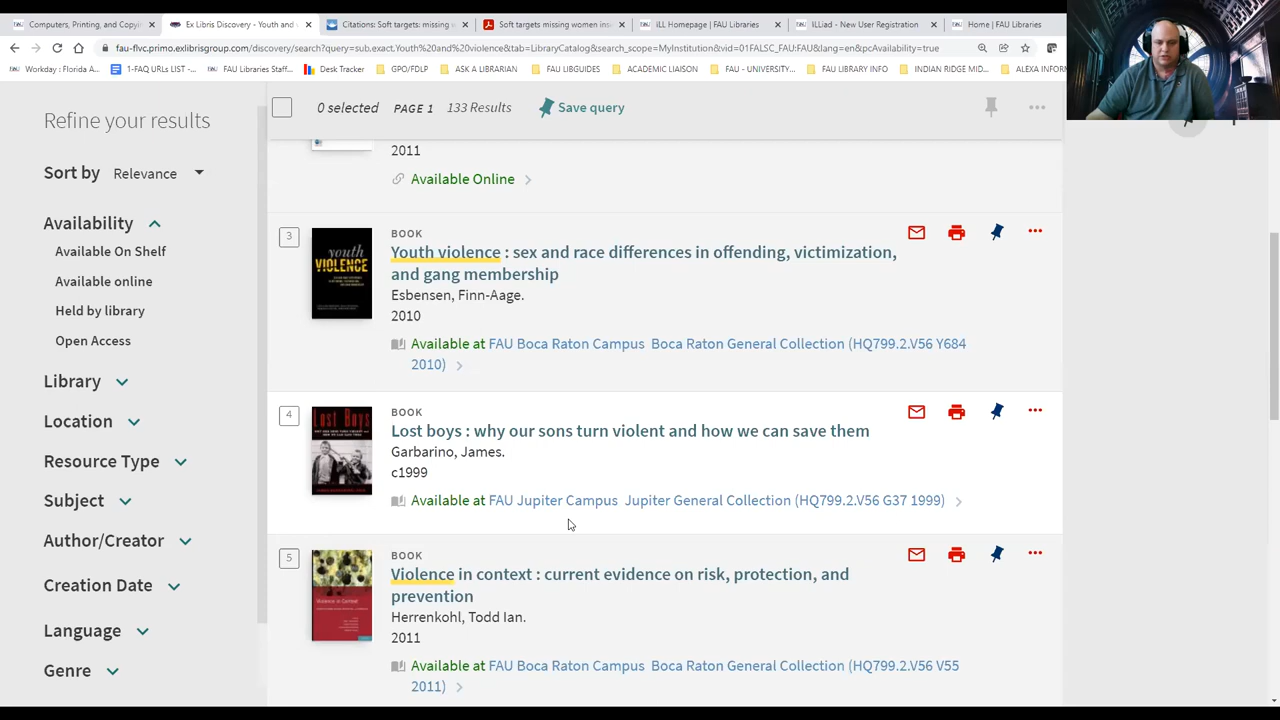 Computers, Printing, and Copyin
Ex Libris Discovery - Youth and
Citations: Soft targets: missing w
Soft targets missing women insi
ILL Homepage | FAU Libraries
ILLiad - New User Registration
Home | FAU Libraries
fau-flvc.primo.exlibrisgroup.com/discovery/search?query=sub,exact,Youth%20and%20violence&tab=LibraryCatalog&search_scope=MyInstitution&vid=01FALSC_FAU:FAU&lang=en&pcAvailability=true
Workday : Florida A...
1-FAQ URLs LIST -...
FAU Libraries Staff...
Desk Tracker
GPO/FDLP
ASK A LIBRARIAN
FAU LIBGUIDES
ACADEMIC LIAISON
FAU - UNIVERSITY...
FAU LIBRARY INFO
INDIAN RIDGE MID...
ALEXA INFORM
Refine your results
Sort by Relevance
Availability
Available On Shelf
Available online
Held by library
Open Access
Library
Location
Resource Type
Subject
Author/Creator
Creation Date
Language
Genre
0 selected PAGE 1 133 Results Save query
2011
Available Online
3
youth
VIOLENCE
BOOK
Youth violence : sex and race differences in offending, victimization,
and gang membership
Esbensen, Finn-Aage.
2010
Available at FAU Boca Raton Campus Boca Raton General Collection (HQ799.2.V56 Y684
2010)
4
Lost Boys
BOOK
Lost boys : why our sons turn violent and how we can save them
Garbarino, James.
c1999
Available at FAU Jupiter Campus Jupiter General Collection (HQ799.2.V56 G37 1999)
5
Violence in Context
BOOK
Violence in context : current evidence on risk, protection, and
prevention
Herrenkohl, Todd Ian.
2011
Available at FAU Boca Raton Campus Boca Raton General Collection (HQ799.2.V56 V55
2011)